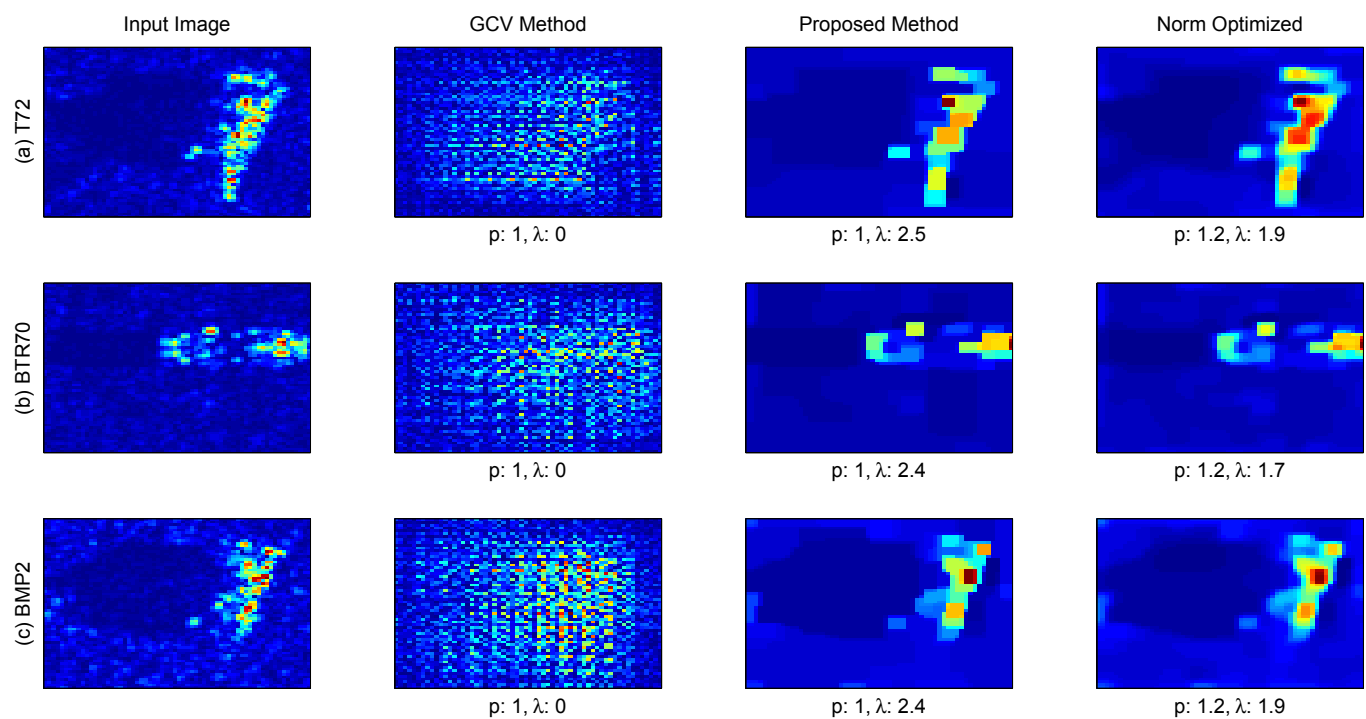 Input Image
GCV Method
Proposed Method
Norm Optimized
(a) T72
p: 1, λ: 0
p: 1, λ: 2.5
p: 1.2, λ: 1.9
(b) BTR70
p: 1, λ: 0
p: 1, λ: 2.4
p: 1.2, λ: 1.7
(c) BMP2
p: 1, λ: 0
p: 1, λ: 2.4
p: 1.2, λ: 1.9